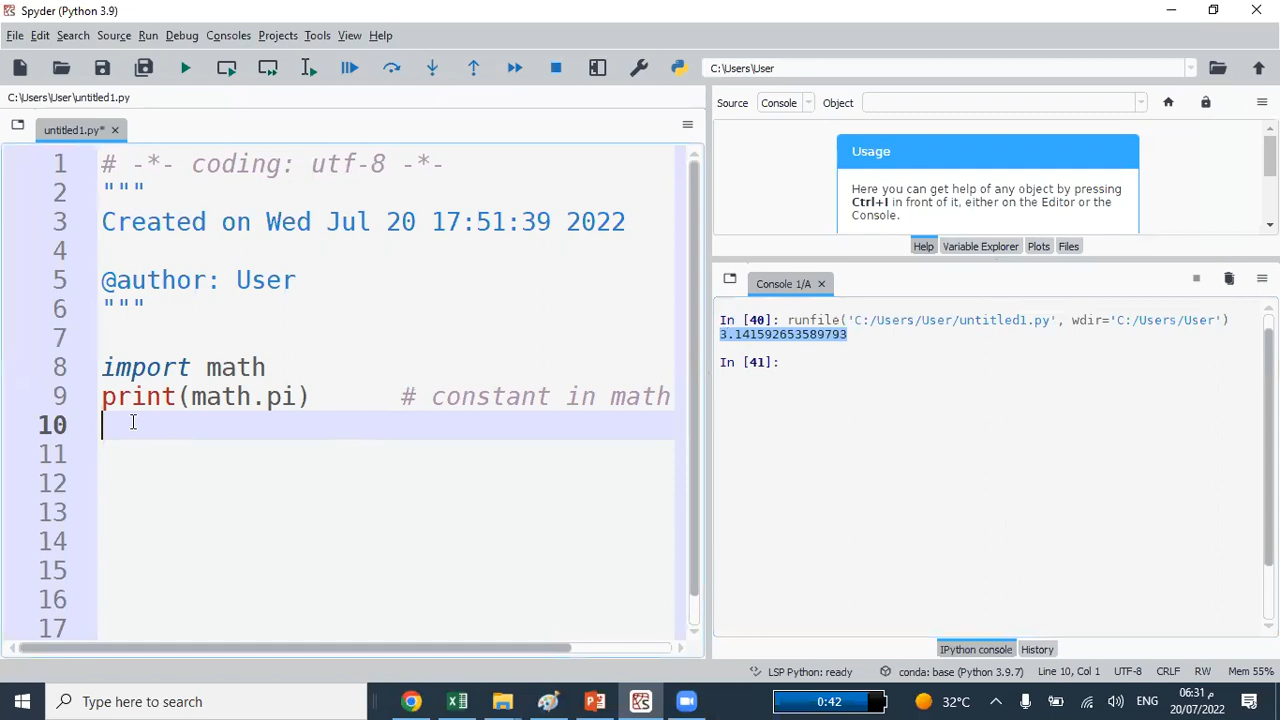 Spyder (Python 3.9)
File Edit Search Source Run Debug Consoles Projects Tools View Help
C:\Users\User
C:\Users\User\untitled1.py
Source Console Object
untitled1.py*
Usage
Here you can get help of any object by pressing
Ctrl+I in front of it, either on the Editor or the
Console.
Help Variable Explorer Plots Files
1 # -*- coding: utf-8 -*-
2 """
3 Created on Wed Jul 20 17:51:39 2022
4
5 @author: User
6 """
7
8 import math
9 print(math.pi) # constant in math
10
11
12
13
14
15
16
17
Console 1/A
In [40]: runfile('C:/Users/User/untitled1.py', wdir='C:/Users/User')
3.141592653589793
In [41]:
IPython console History
LSP Python: ready conda: base (Python 3.9.7) Line 10, Col 1 UTF-8 CRLF RW Mem 55%
Type here to search
0:42
32°C
ENG
06:31 م
20/07/2022